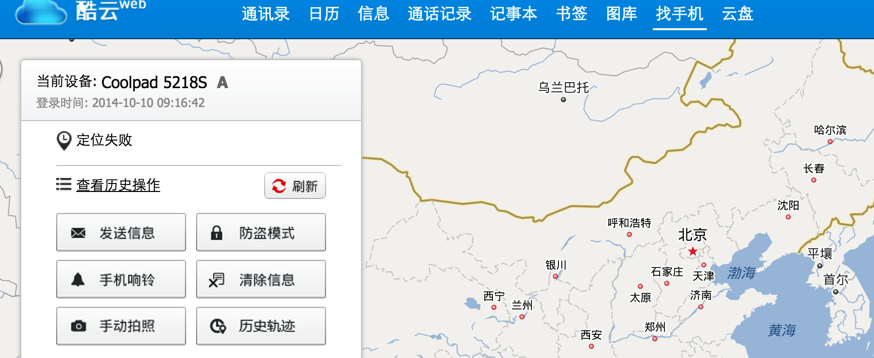 酷云web
通讯录 日历 信息 通话记录 记事本 书签 图库 找手机 云盘
当前设备: Coolpad 5218S A
登录时间: 2014-10-10 09:16:42
定位失败
查看历史操作 刷新
发送信息 防盗模式
手机响铃 清除信息
手动拍照 历史轨迹
乌兰巴托
哈尔滨
长春
沈阳
呼和浩特
北京
平壤
银川
石家庄
天津
渤海
首尔
西宁
兰州
太原
济南
西安
郑州
黄海